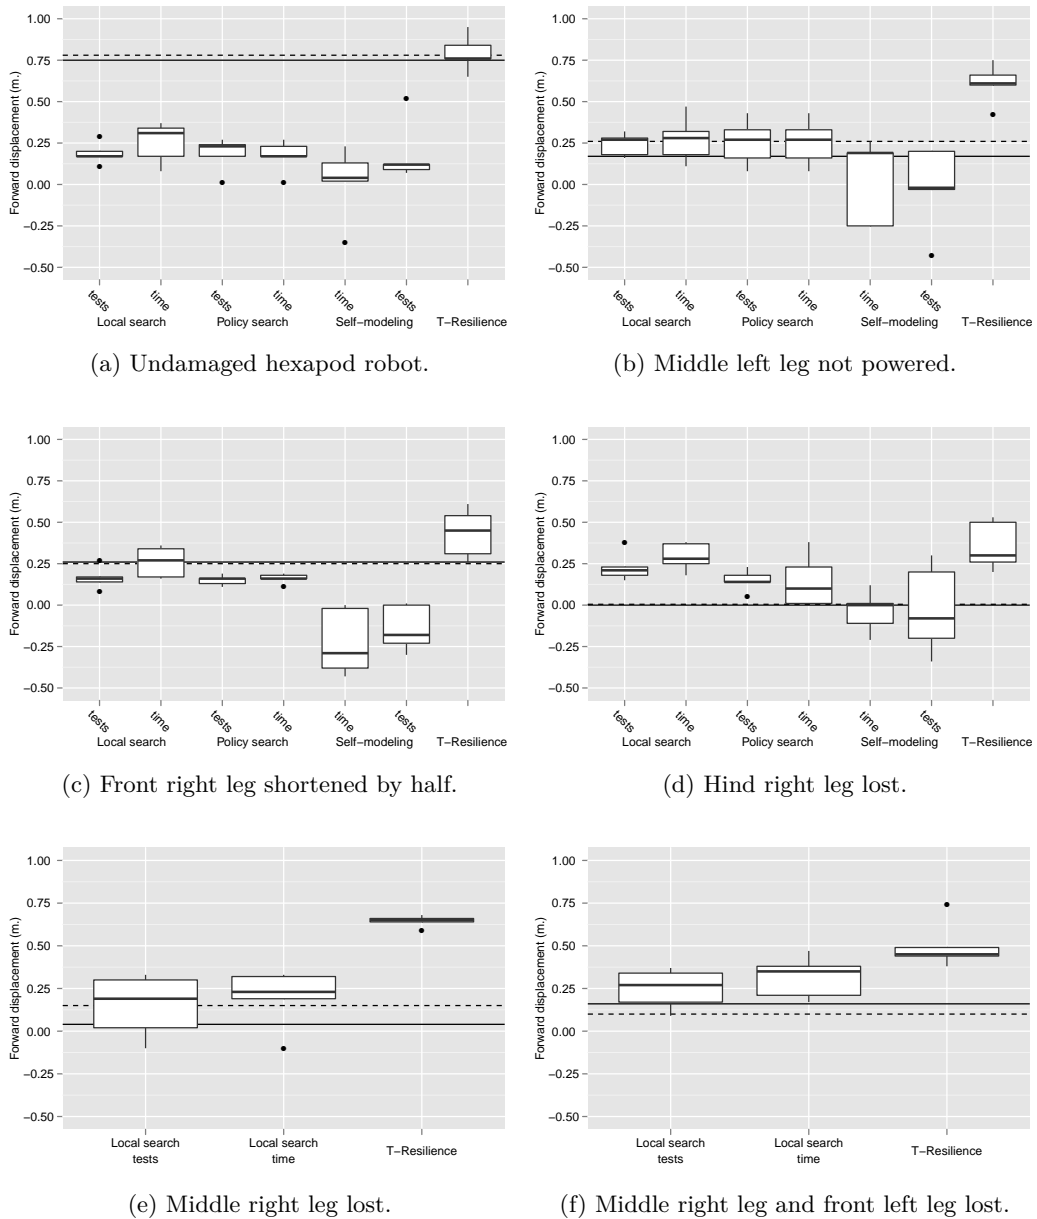 Forward displacement (m.)
1.00
0.75
0.50
0.25
0.00
−0.25
−0.50
tests
time
tests
time
time
tests
Local search
Policy search
Self−modeling
T−Resilience
(a) Undamaged hexapod robot.
Forward displacement (m.)
1.00
0.75
0.50
0.25
0.00
−0.25
−0.50
tests
time
tests
time
time
tests
Local search
Policy search
Self−modeling
T−Resilience
(b) Middle left leg not powered.
Forward displacement (m.)
1.00
0.75
0.50
0.25
0.00
−0.25
−0.50
tests
time
tests
time
time
tests
Local search
Policy search
Self−modeling
T−Resilience
(c) Front right leg shortened by half.
Forward displacement (m.)
1.00
0.75
0.50
0.25
0.00
−0.25
−0.50
tests
time
tests
time
time
tests
Local search
Policy search
Self−modeling
T−Resilience
(d) Hind right leg lost.
Forward displacement (m.)
1.00
0.75
0.50
0.25
0.00
−0.25
−0.50
Local search
tests
Local search
time
T−Resilience
(e) Middle right leg lost.
Forward displacement (m.)
1.00
0.75
0.50
0.25
0.00
−0.25
−0.50
Local search
tests
Local search
time
T−Resilience
(f) Middle right leg and front left leg lost.